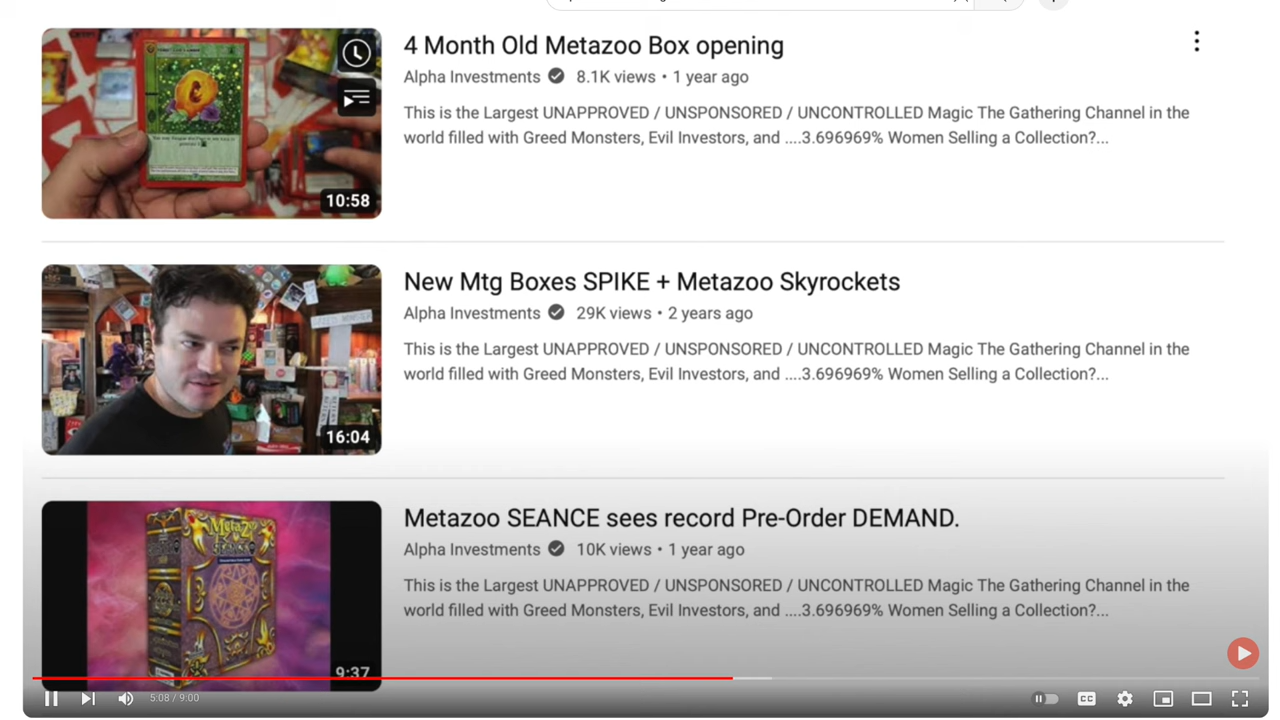 4 Month Old Metazoo Box opening
Alpha Investments 8.1K views • 1 year ago
This is the Largest UNAPPROVED / UNSPONSORED / UNCONTROLLED Magic The Gathering Channel in the
world filled with Greed Monsters, Evil Investors, and ....3.696969% Women Selling a Collection?...
10:58
New Mtg Boxes SPIKE + Metazoo Skyrockets
Alpha Investments 29K views • 2 years ago
This is the Largest UNAPPROVED / UNSPONSORED / UNCONTROLLED Magic The Gathering Channel in the
world filled with Greed Monsters, Evil Investors, and ....3.696969% Women Selling a Collection?...
16:04
Metazoo SEANCE sees record Pre-Order DEMAND.
Alpha Investments 10K views • 1 year ago
This is the Largest UNAPPROVED / UNSPONSORED / UNCONTROLLED Magic The Gathering Channel in the
world filled with Greed Monsters, Evil Investors, and ....3.696969% Women Selling a Collection?...
METAZOO
SEANCE
9:37
5:08 / 9:00
CC